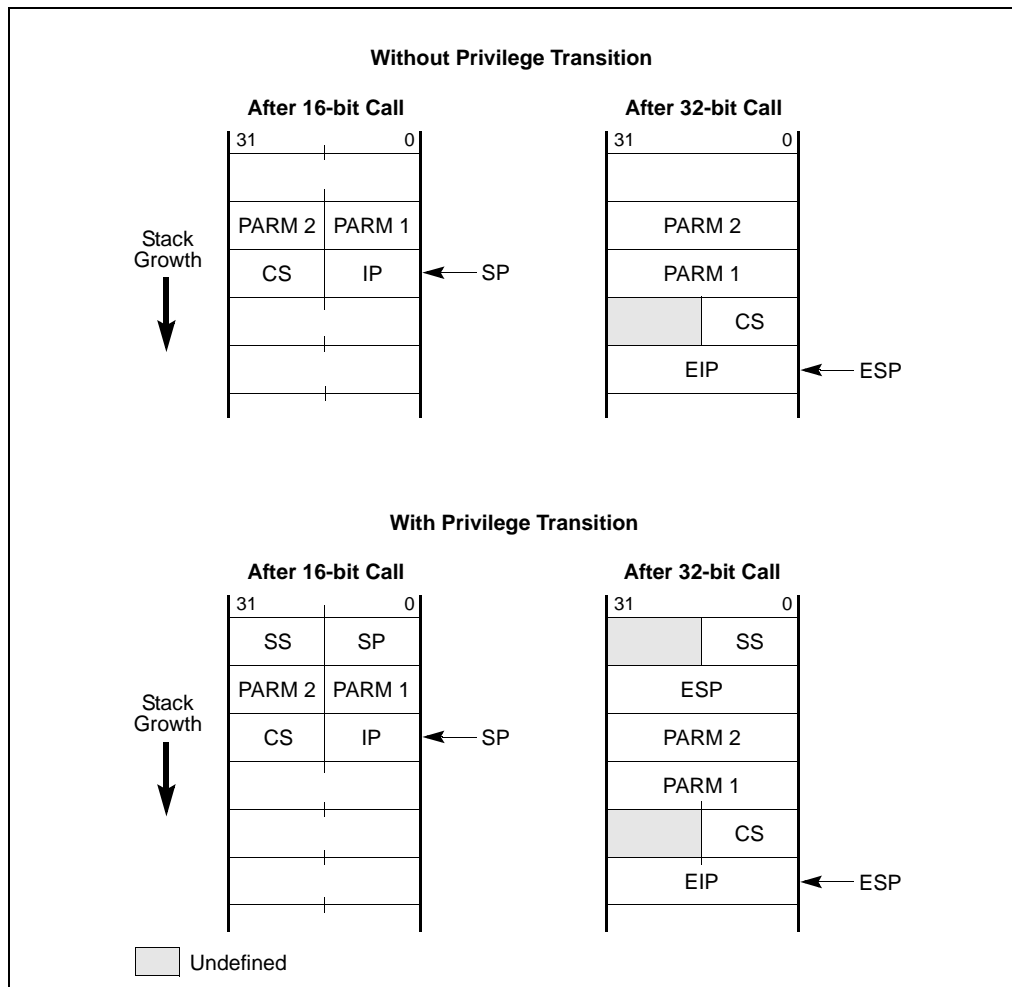 Without Privilege Transition
After 16-bit Call After 32-bit Call
31 0 31 0
PARM 2 PARM 1 PARM 2
Stack
Growth
CS IP SP PARM 1
CS
EIP ESP
With Privilege Transition
After 16-bit Call After 32-bit Call
31 0 31 0
SS SP SS
PARM 2 PARM 1 ESP
Stack
Growth
CS IP SP PARM 2
PARM 1
CS
EIP ESP
Undefined